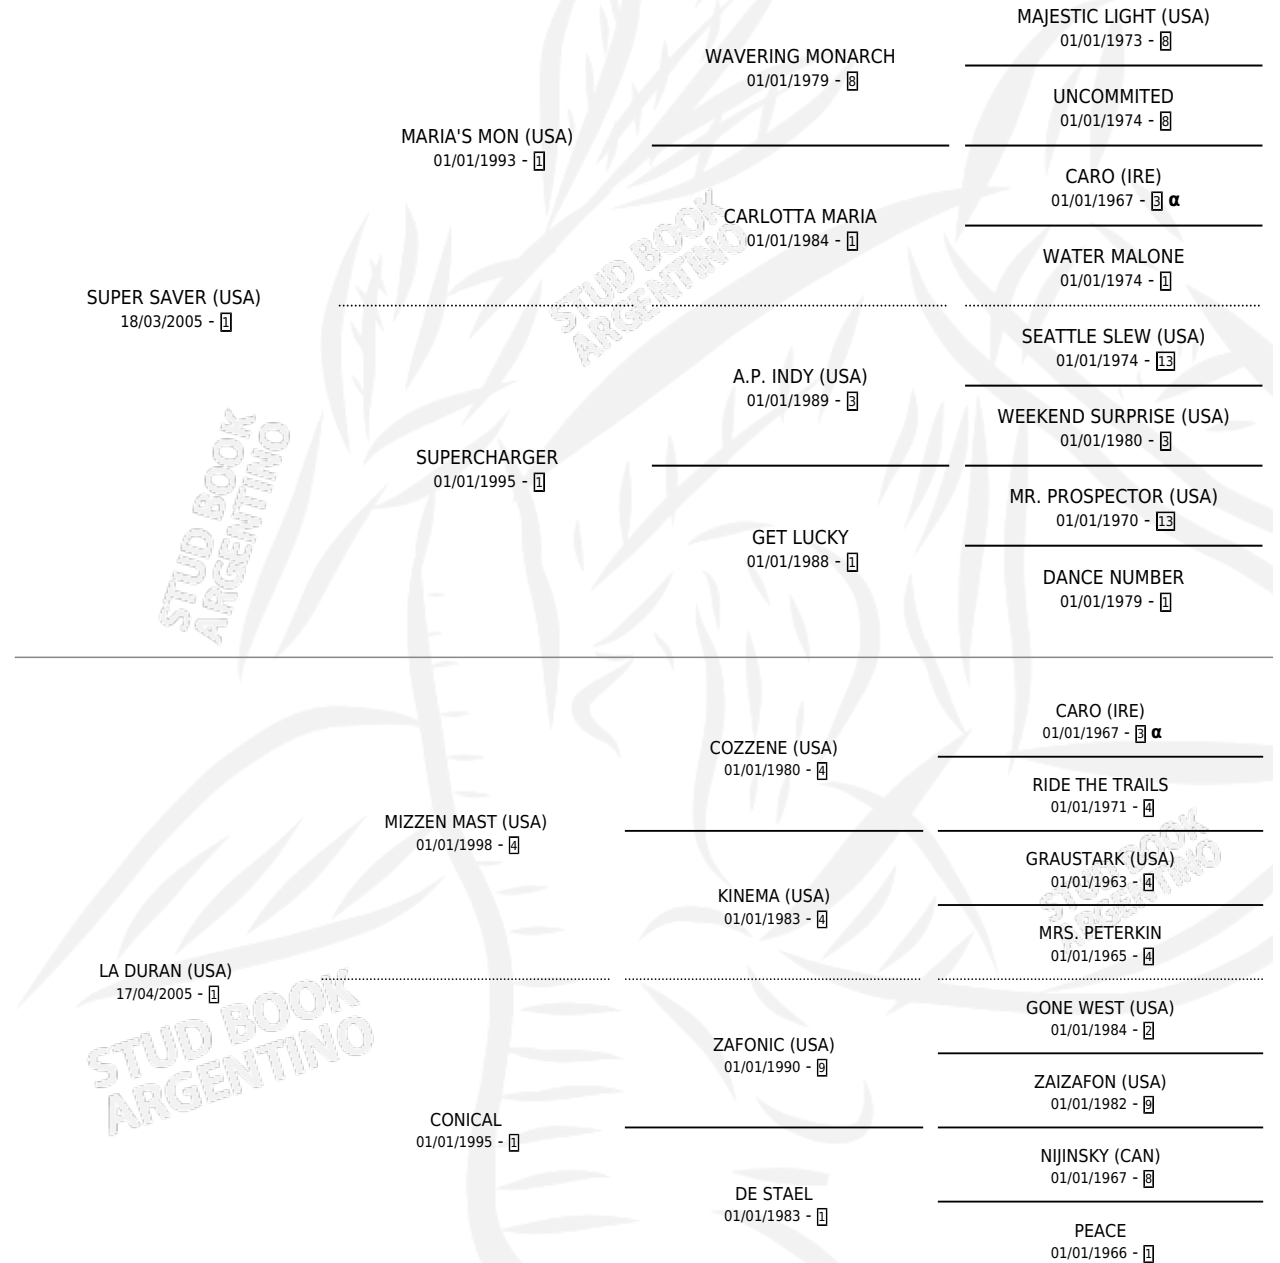 MAJESTIC LIGHT (USA)
01/01/1973 - 8
WAVERING MONARCH
01/01/1979 - 8
UNCOMMITED
01/01/1974 - 8
MARIA'S MON (USA)
01/01/1993 - 1
CARO (IRE)
01/01/1967 - 3 α
CARLOTTA MARIA
01/01/1984 - 1
WATER MALONE
01/01/1974 - 1
SUPER SAVER (USA)
18/03/2005 - 1
SEATTLE SLEW (USA)
01/01/1974 - 13
A.P. INDY (USA)
01/01/1989 - 3
WEEKEND SURPRISE (USA)
01/01/1980 - 3
SUPERCHARGER
01/01/1995 - 1
MR. PROSPECTOR (USA)
01/01/1970 - 13
GET LUCKY
01/01/1988 - 1
DANCE NUMBER
01/01/1979 - 1
CARO (IRE)
01/01/1967 - 3 α
COZZENE (USA)
01/01/1980 - 4
RIDE THE TRAILS
01/01/1971 - 4
MIZZEN MAST (USA)
01/01/1998 - 4
GRAUSTARK (USA)
01/01/1963 - 4
KINEMA (USA)
01/01/1983 - 4
MRS. PETERKIN
01/01/1965 - 4
LA DURAN (USA)
17/04/2005 - 1
GONE WEST (USA)
01/01/1984 - 2
ZAFONIC (USA)
01/01/1990 - 9
ZAIZAFON (USA)
01/01/1982 - 9
CONICAL
01/01/1995 - 1
NIJINSKY (CAN)
01/01/1967 - 8
DE STAEL
01/01/1983 - 1
PEACE
01/01/1966 - 1
STUD BOOK
ARGENTINO
STUD BOOK
ARGENTINO
STUD BOOK
ARGENTINO
STUD BOOK
ARGENTINO